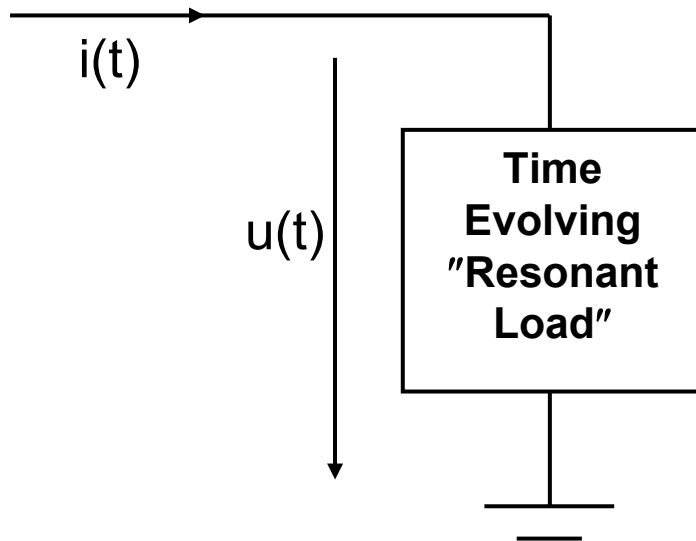 i(t)
u(t)
Time
Evolving
″Resonant
Load″